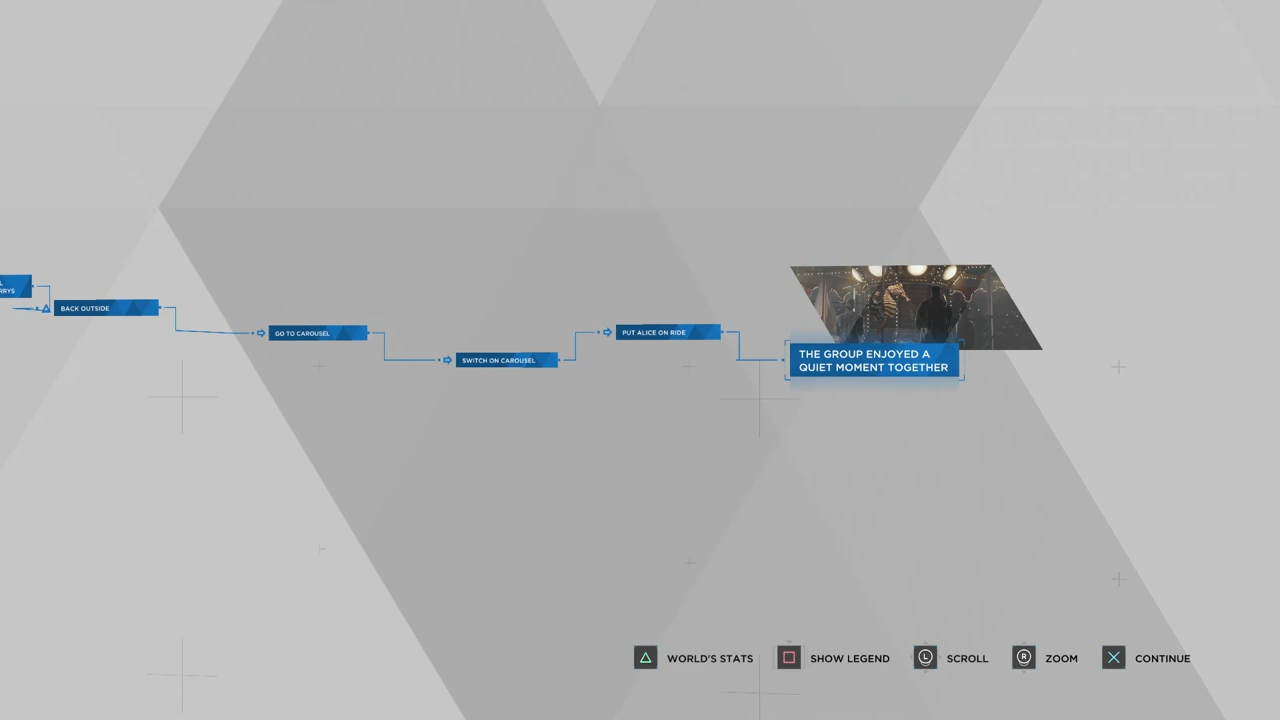 L
RRYS
BACK OUTSIDE
GO TO CAROUSEL
SWITCH ON CAROUSEL
PUT ALICE ON RIDE
THE GROUP ENJOYED A
QUIET MOMENT TOGETHER
WORLD'S STATS
SHOW LEGEND
L SCROLL
R ZOOM
CONTINUE